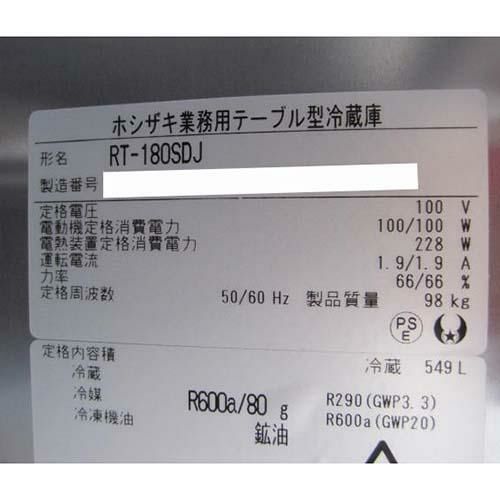 ホシザキ業務用テーブル型冷蔵庫
形名 RT-180SDJ
製造番号
定格電圧 100 V
電動機定格消費電力 100/100 W
電熱装置定格消費電力 228 W
運転電流 1.9/1.9 A
力率 66/66 %
定格周波数 50/60 Hz 製品質量 98 kg
PS E
定格内容積 冷蔵 549 L
冷蔵
冷媒 R600a/80 g R290(GWP3.3)
冷凍機油 鉱油 R600a(GWP20)